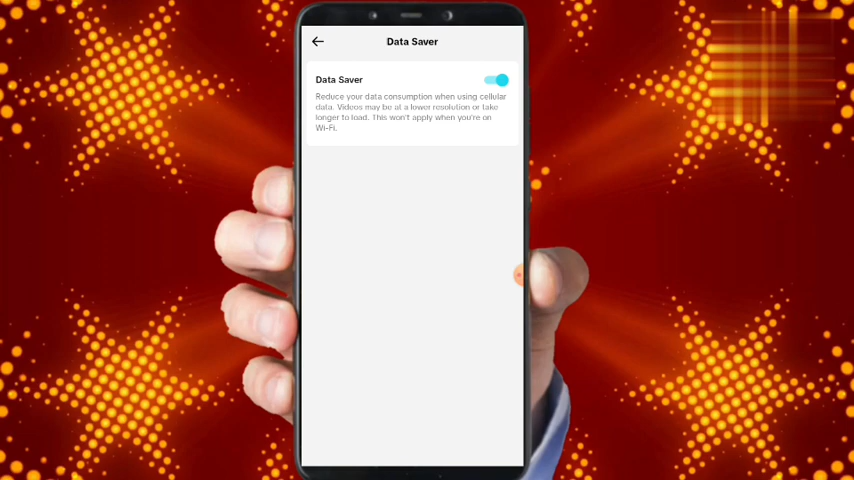 Data Saver
Data Saver
Reduce your data consumption when using cellular
data. Videos may be at a lower resolution or take
longer to load. This won't apply when you're on
Wi-Fi.